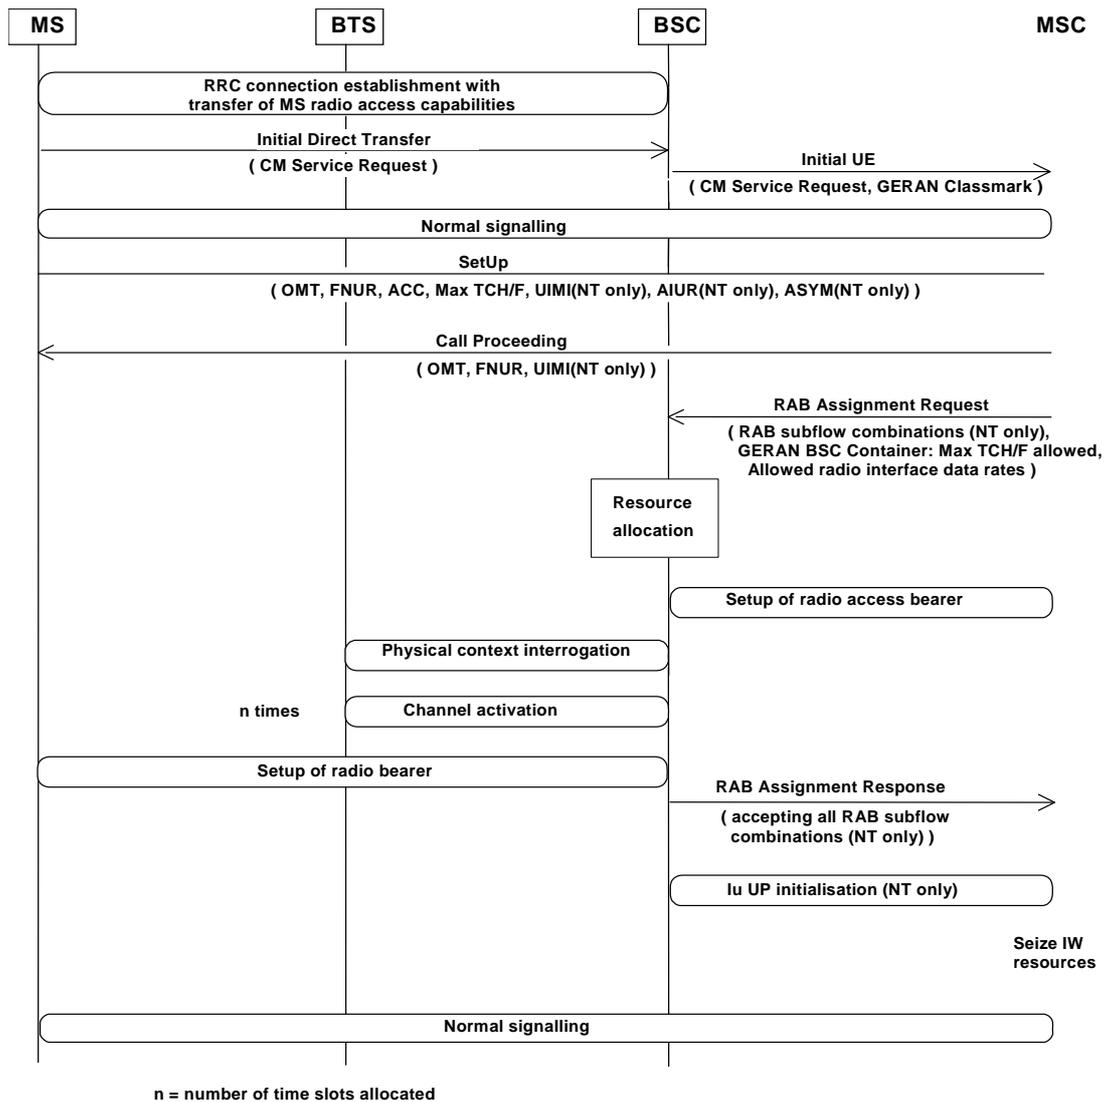 MS BTS BSC MSC
RRC connection establishment with
transfer of MS radio access capabilities
Initial Direct Transfer
( CM Service Request )
Initial UE
( CM Service Request, GERAN Classmark )
Normal signalling
SetUp
( OMT, FNUR, ACC, Max TCH/F, UIMI(NT only), AIUR(NT only), ASYM(NT only) )
Call Proceeding
( OMT, FNUR, UIMI(NT only) )
RAB Assignment Request
( RAB subflow combinations (NT only),
GERAN BSC Container: Max TCH/F allowed,
Allowed radio interface data rates )
Resource
allocation
Setup of radio access bearer
Physical context interrogation
n times
Channel activation
Setup of radio bearer
RAB Assignment Response
( accepting all RAB subflow
combinations (NT only) )
Iu UP initialisation (NT only)
Seize IW
resources
Normal signalling
n = number of time slots allocated